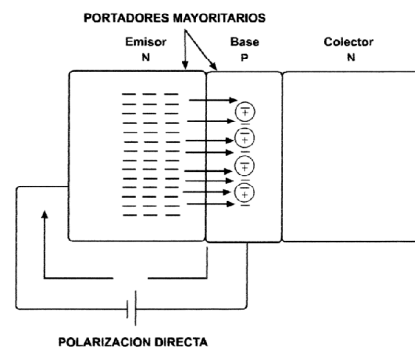 PORTADORES MAYORITARIOS
Emisor Base Colector
N P N
POLARIZACION DIRECTA